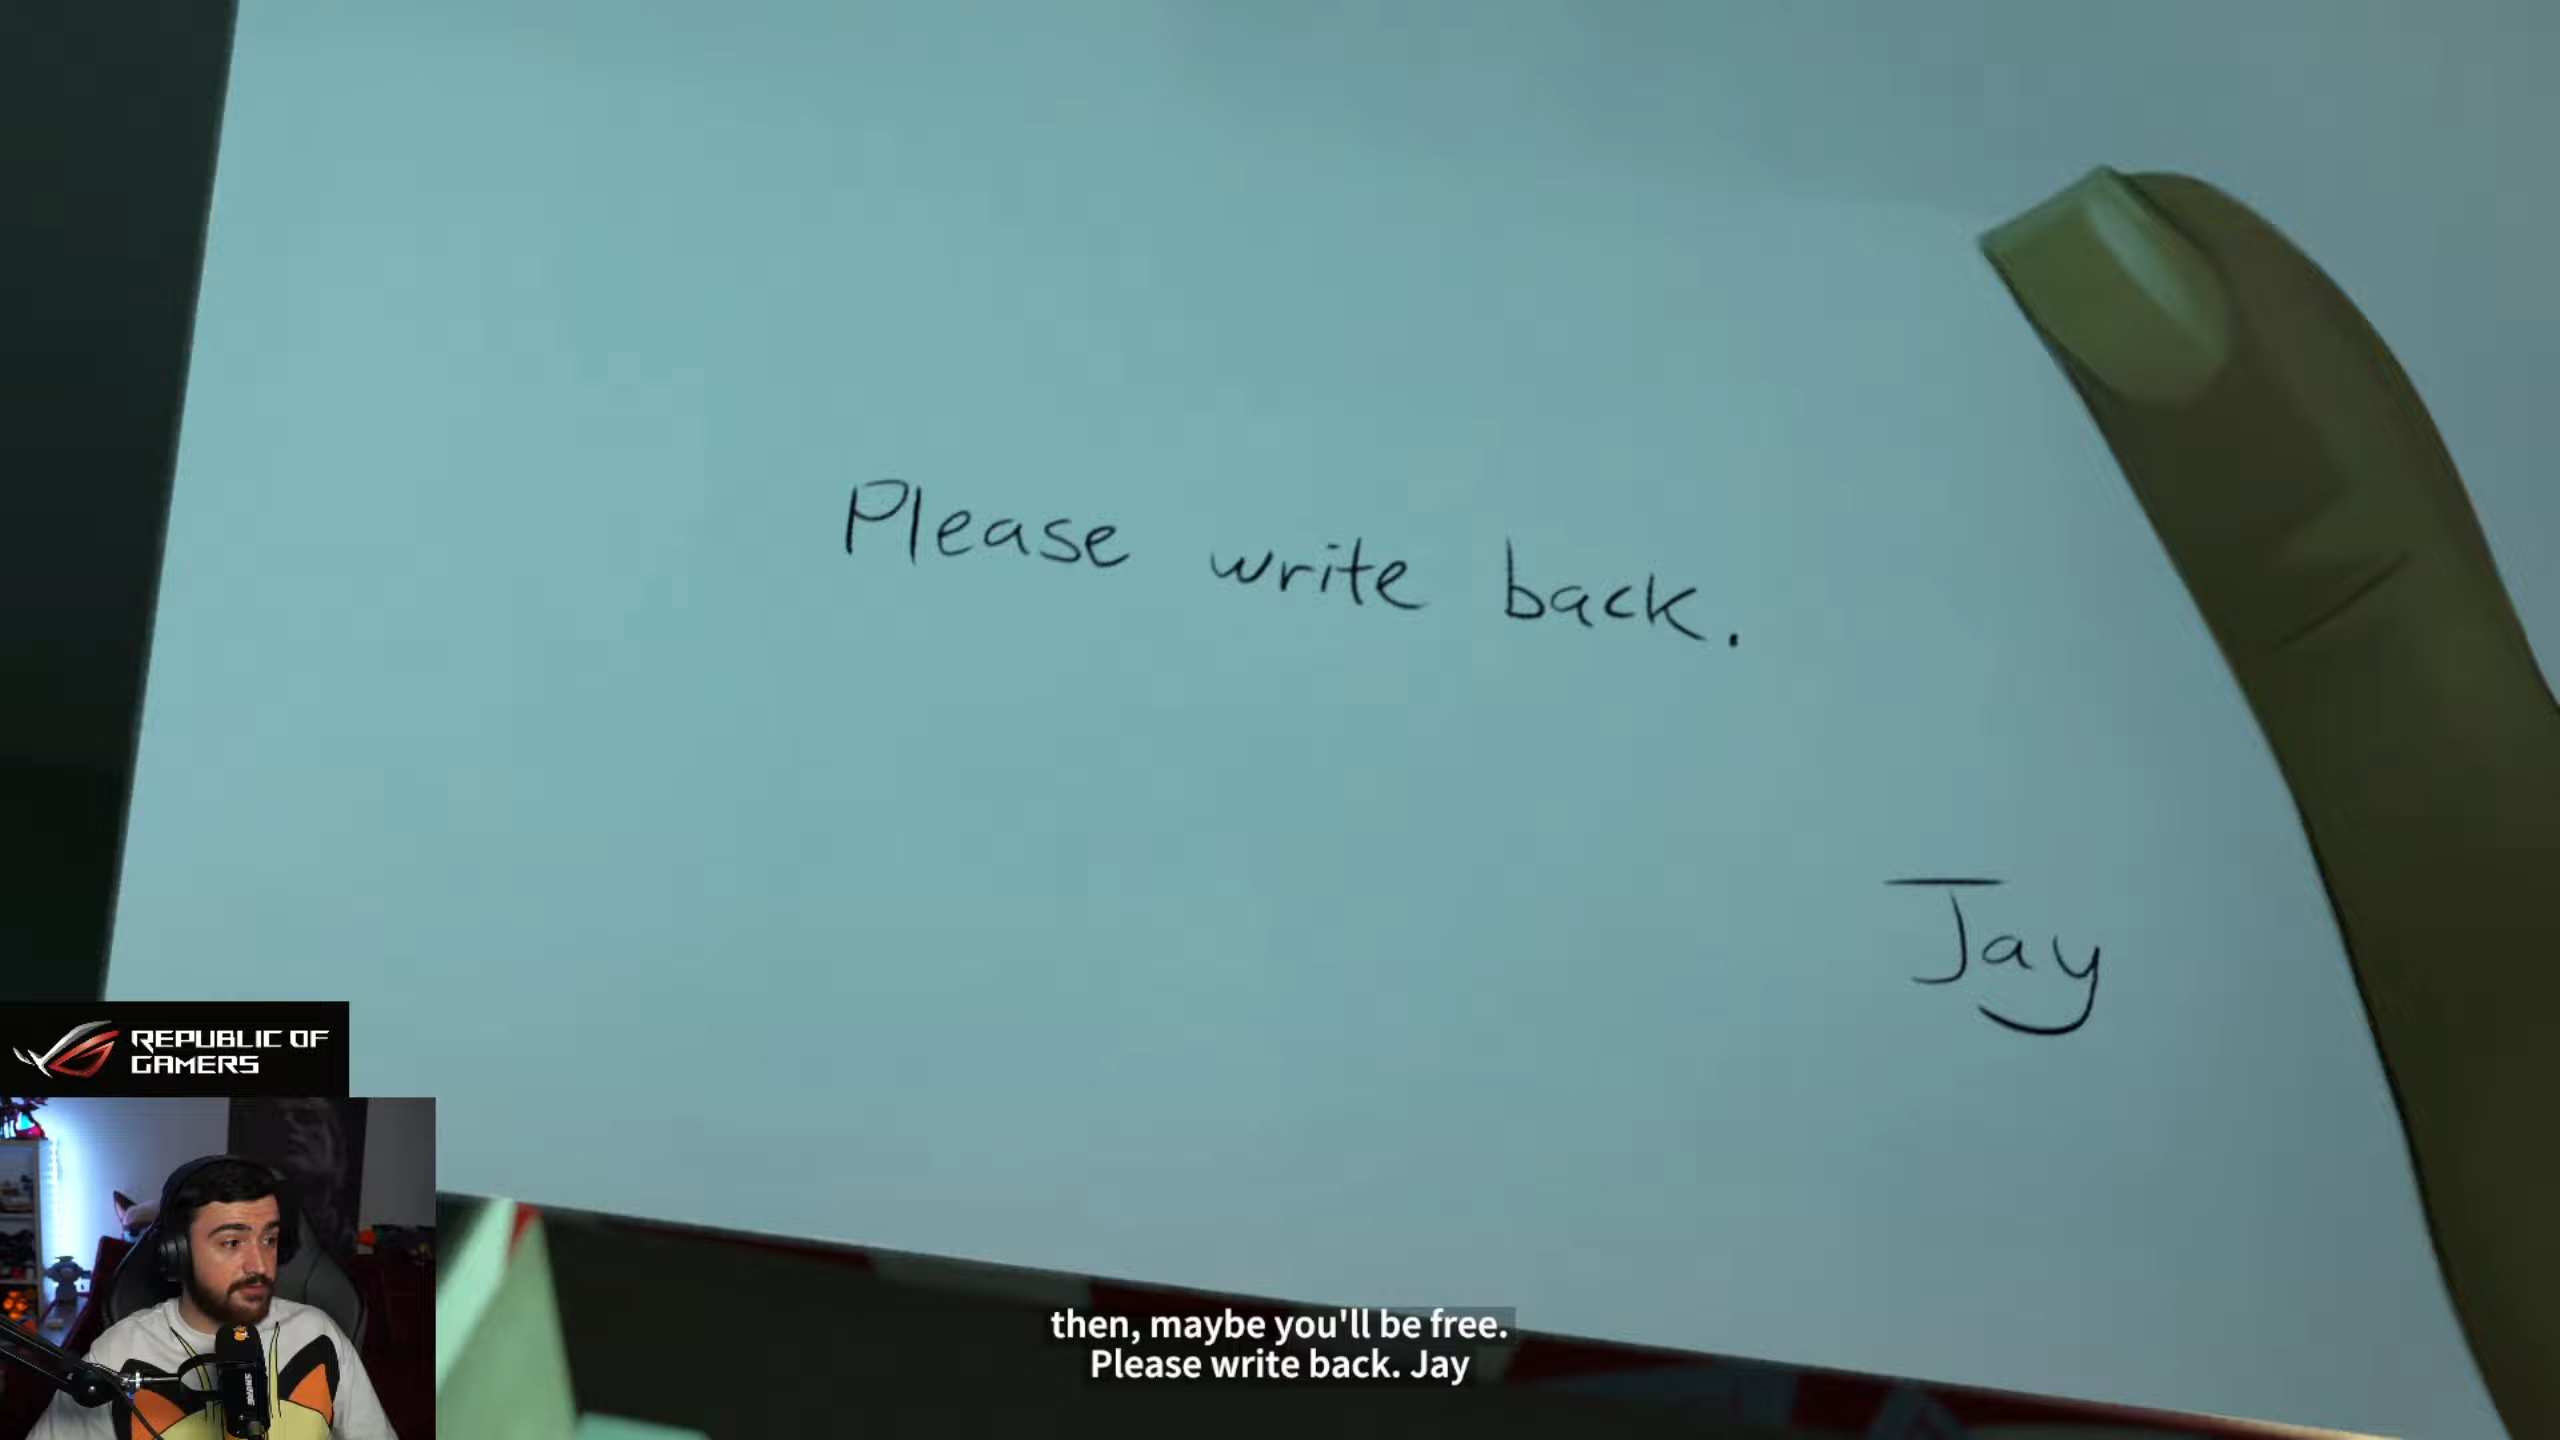 Please write back.
Jay
REPUBLIC OF
GAMERS
then, maybe you'll be free.
Please write back. Jay